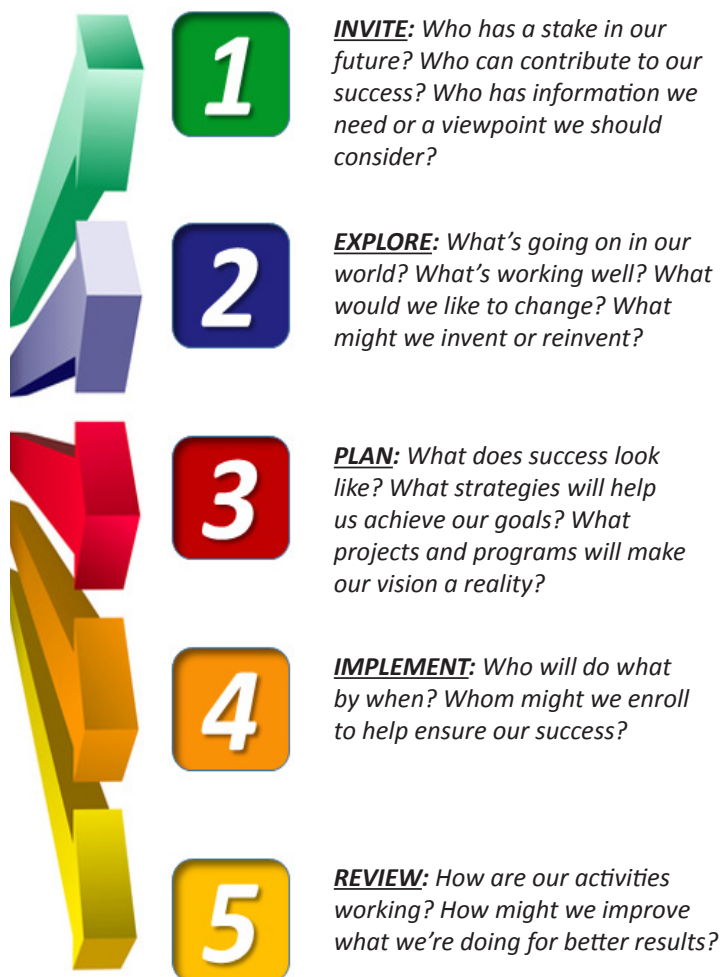 1
INVITE: Who has a stake in our
future? Who can contribute to our
success? Who has information we
need or a viewpoint we should
consider?
2
EXPLORE: What's going on in our
world? What's working well? What
would we like to change? What
might we invent or reinvent?
3
PLAN: What does success look
like? What strategies will help
us achieve our goals? What
projects and programs will make
our vision a reality?
4
IMPLEMENT: Who will do what
by when? Whom might we enroll
to help ensure our success?
5
REVIEW: How are our activities
working? How might we improve
what we're doing for better results?